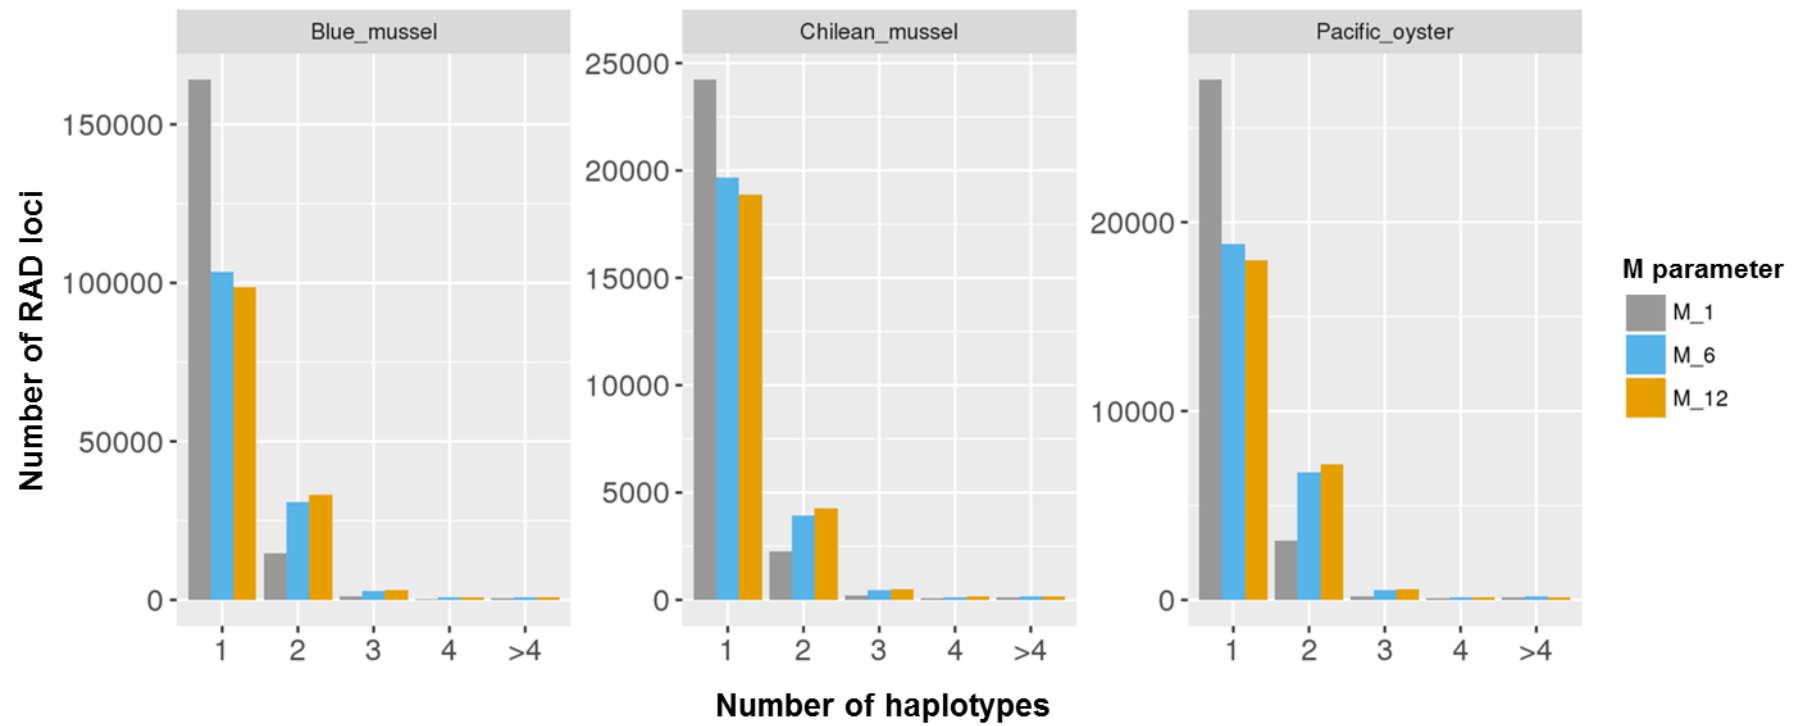 Blue_mussel
Chilean_mussel
Pacific_oyster
Number of RAD loci
150000
100000
50000
0
25000
20000
15000
10000
5000
0
20000
10000
0
1 2 3 4 >4
1 2 3 4 >4
1 2 3 4 >4
Number of haplotypes
M parameter
M_1
M_6
M_12